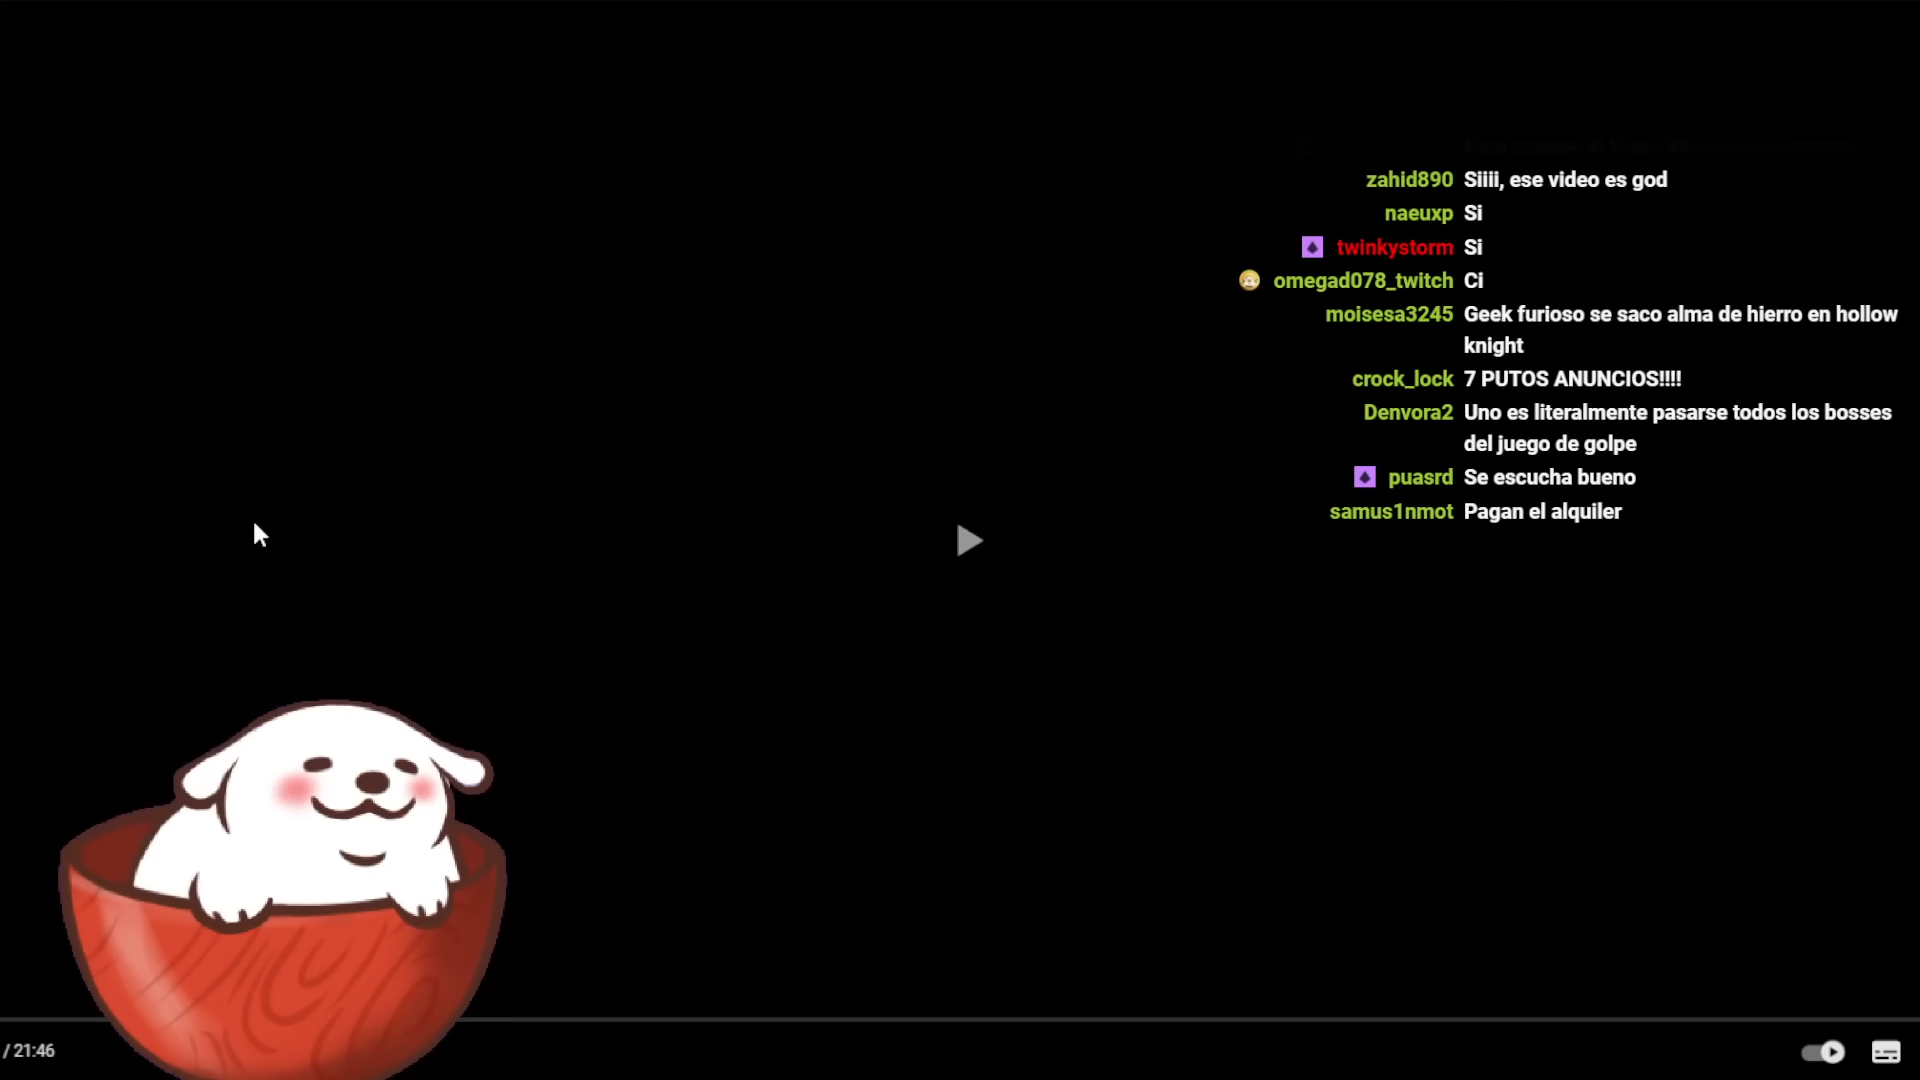 zahid890 Siiii, ese video es god
naeuxp Si
twinkystorm Si
omegad078_twitch Ci
moisesa3245 Geek furioso se saco alma de hierro en hollow
knight
crock_lock 7 PUTOS ANUNCIOS!!!!
Denvora2 Uno es literalmente pasarse todos los bosses
del juego de golpe
puasrd Se escucha bueno
samus1nmot Pagan el alquiler
/ 21:46